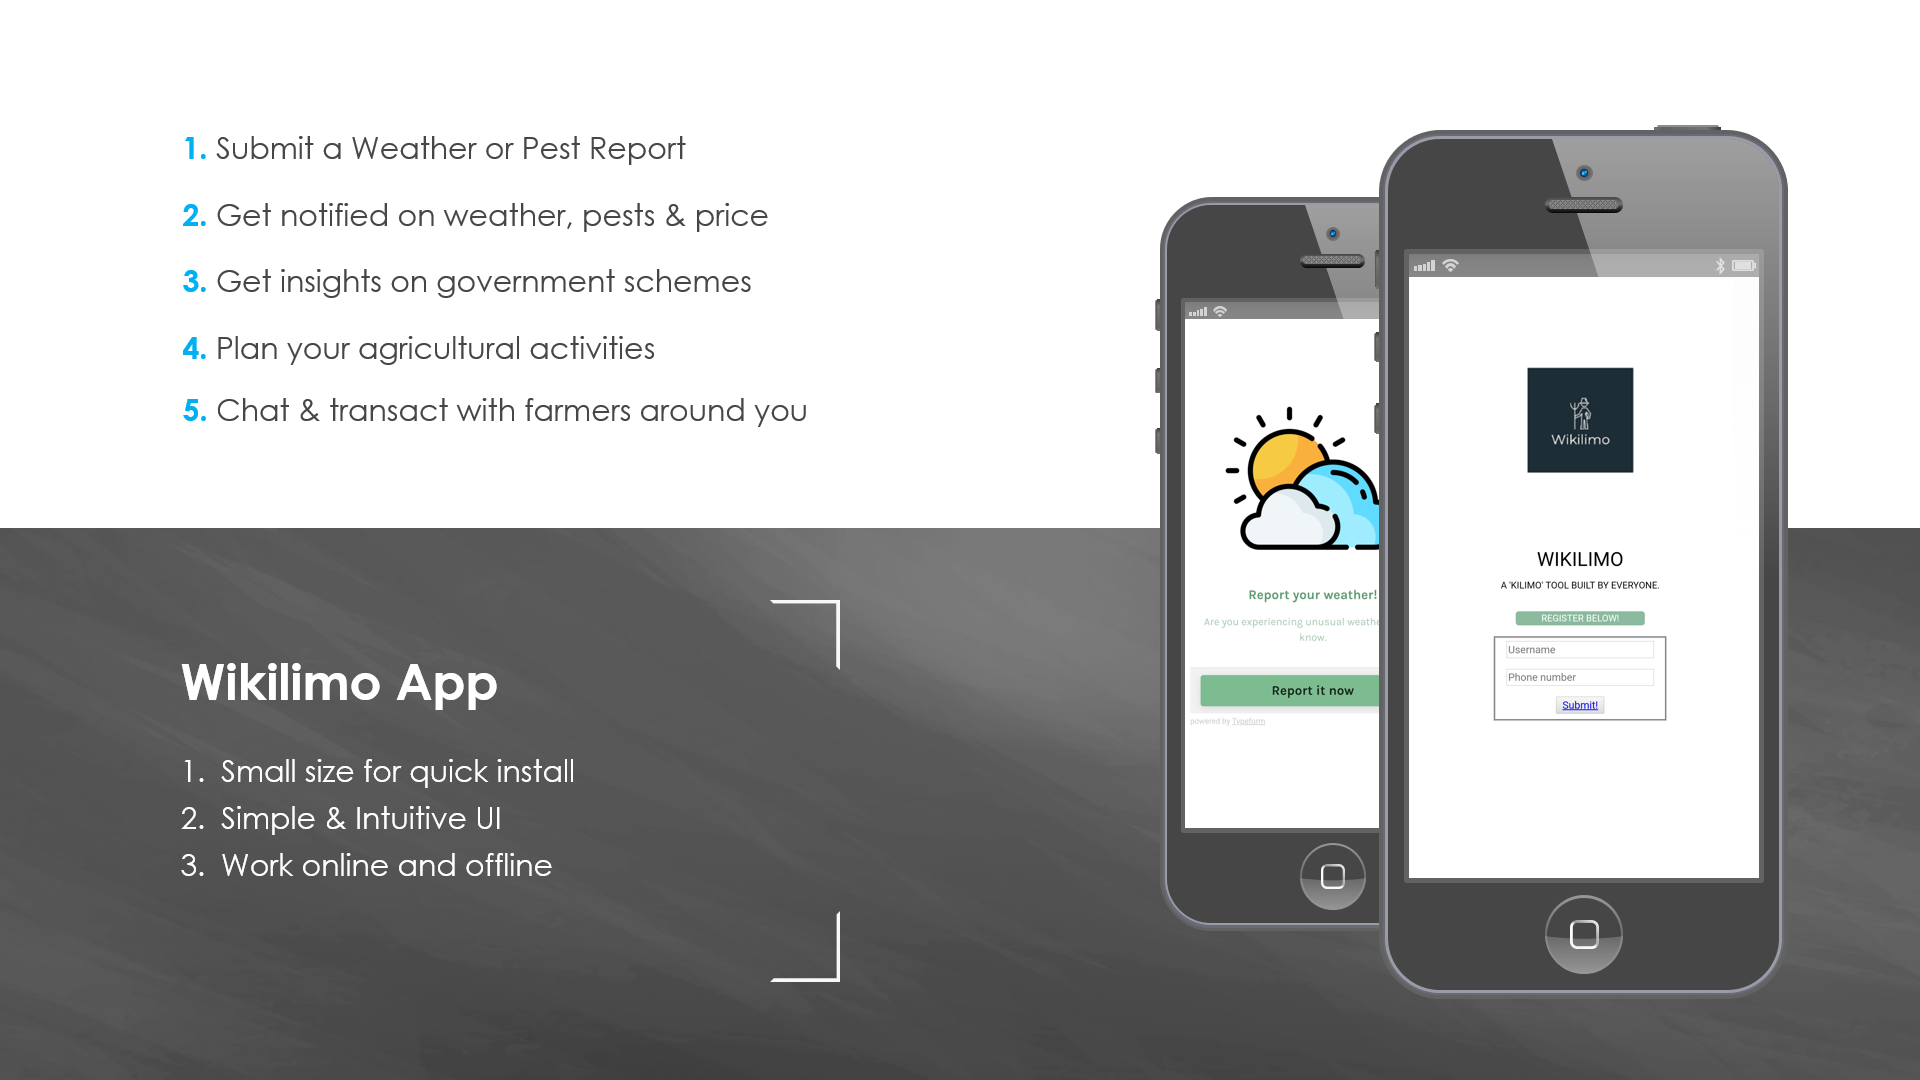 1. Submit a Weather or Pest Report
2. Get notified on weather, pests & price
3. Get insights on government schemes
4. Plan your agricultural activities
5. Chat & transact with farmers around you
Wikilimo App
1. Small size for quick install
2. Simple & Intuitive UI
3. Work online and offline
Report your weather!
Are you experiencing unusual
know.
Report it now
powered by Typeform
Wikilimo
WIKILIMO
A 'KILIMO' TOOL BUILT BY EVERYONE.
REGISTER BELOW!
Username
Phone number
Submit!